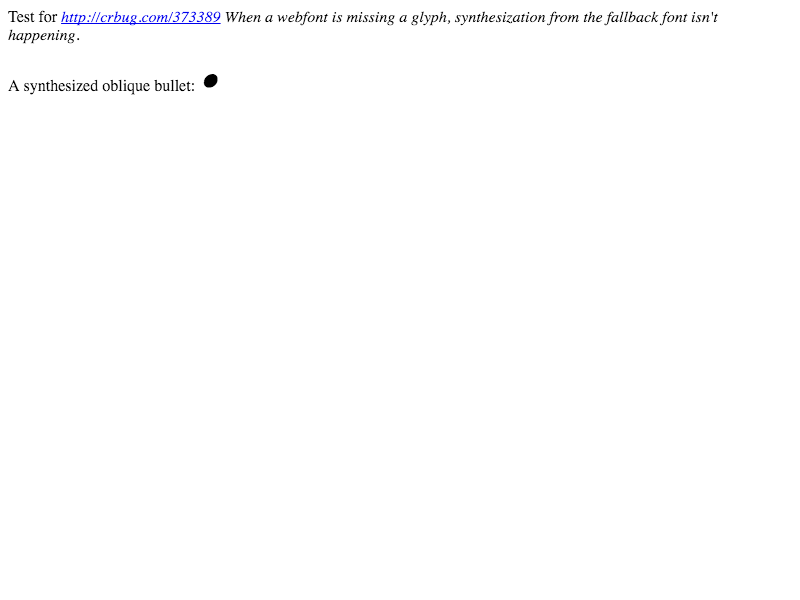 Test for http://crbug.com/373389 When a webfont is missing a glyph, synthesization from the fallback font isn't
happening.
A synthesized oblique bullet: ●